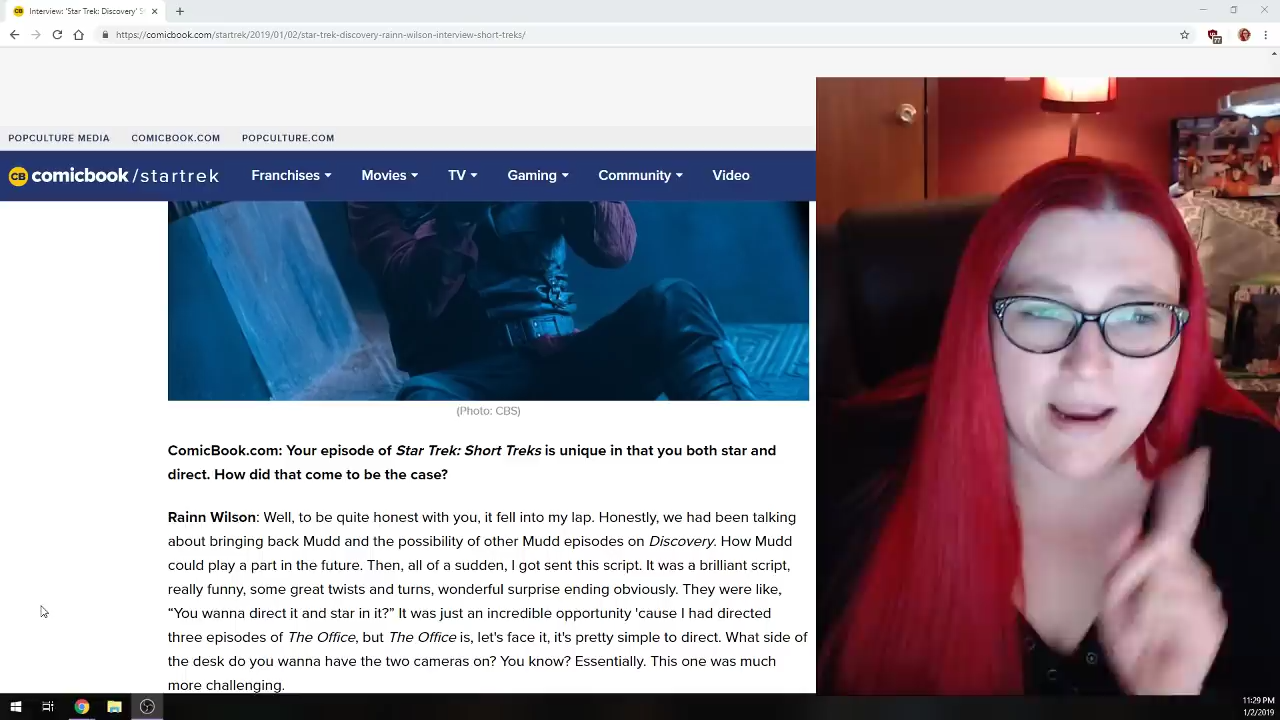 Interview: 'Star Trek: Discovery' S
https://comicbook.com/startrek/2019/01/02/star-trek-discovery-rainn-wilson-interview-short-treks/
POPCULTURE MEDIA COMICBOOK.COM POPCULTURE.COM
CB comicbook /startrek Franchises Movies TV Gaming Community Video
(Photo: CBS)
ComicBook.com: Your episode of Star Trek: Short Treks is unique in that you both star and
direct. How did that come to be the case?
Rainn Wilson: Well, to be quite honest with you, it fell into my lap. Honestly, we had been talking
about bringing back Mudd and the possibility of other Mudd episodes on Discovery. How Mudd
could play a part in the future. Then, all of a sudden, I got sent this script. It was a brilliant script,
really funny, some great twists and turns, wonderful surprise ending obviously. They were like,
“You wanna direct it and star in it?” It was just an incredible opportunity 'cause I had directed
three episodes of The Office, but The Office is, let's face it, it's pretty simple to direct. What side of
the desk do you wanna have the two cameras on? You know? Essentially. This one was much
more challenging.
11:29 PM
1/2/2019